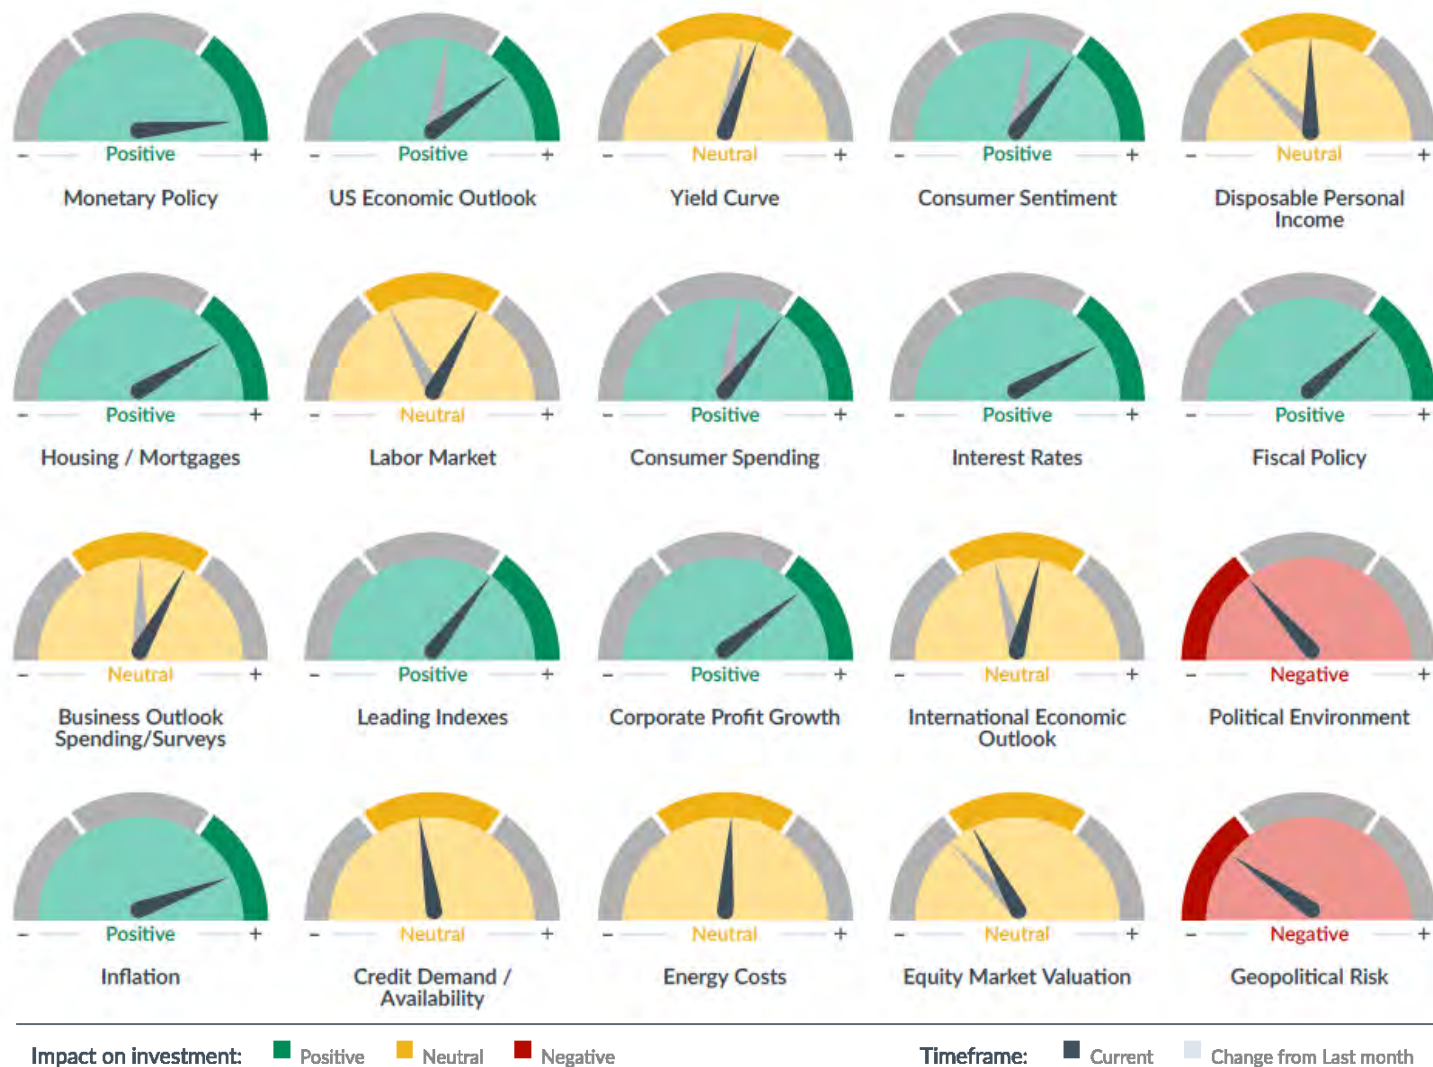 - Positive +
- Positive +
- Neutral +
- Positive +
- Neutral +
Monetary Policy
US Economic Outlook
Yield Curve
Consumer Sentiment
Disposable Personal
Income
- Positive +
- Neutral +
- Positive +
- Positive +
- Positive +
Housing / Mortgages
Labor Market
Consumer Spending
Interest Rates
Fiscal Policy
- Neutral +
- Positive +
- Positive +
- Neutral +
- Negative +
Business Outlook
Spending/Surveys
Leading Indexes
Corporate Profit Growth
International Economic
Outlook
Political Environment
- Positive +
- Neutral +
- Neutral +
- Neutral +
- Negative +
Inflation
Credit Demand /
Availability
Energy Costs
Equity Market Valuation
Geopolitical Risk
Impact on investment: Positive Neutral Negative
Timeframe: Current Change from Last month